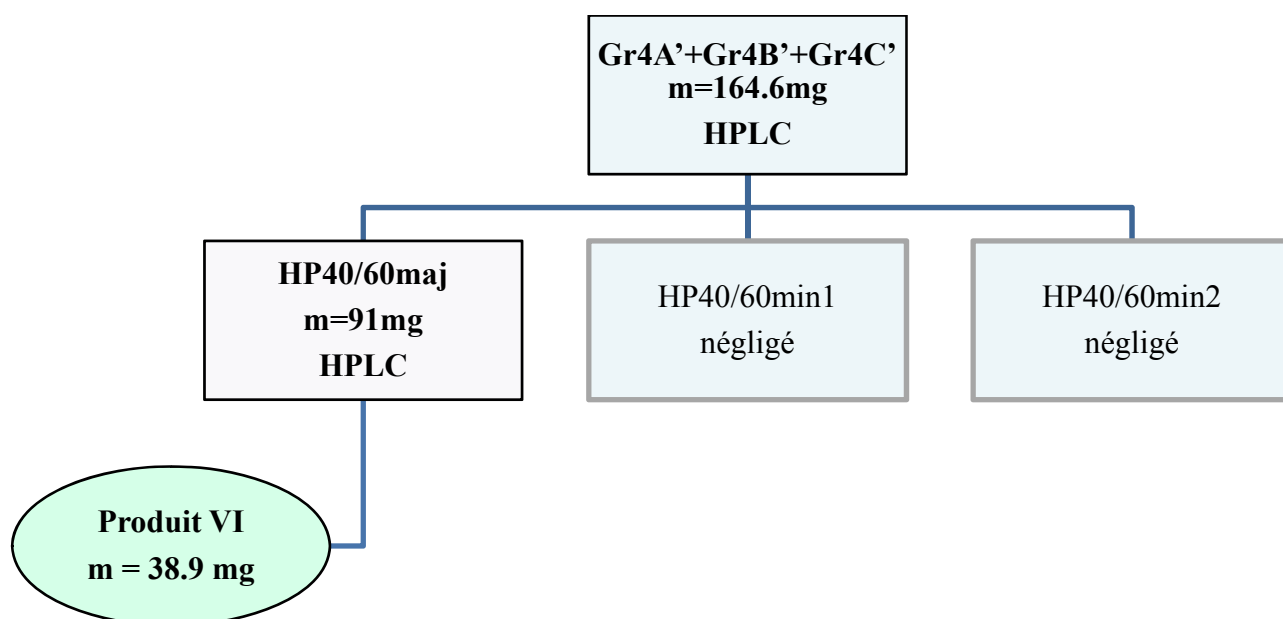 Gr4A’+Gr4B’+Gr4C’
m=164.6mg
HPLC
HP40/60maj
m=91mg
HPLC
HP40/60min1
négligé
HP40/60min2
négligé
Produit VI
m = 38.9 mg